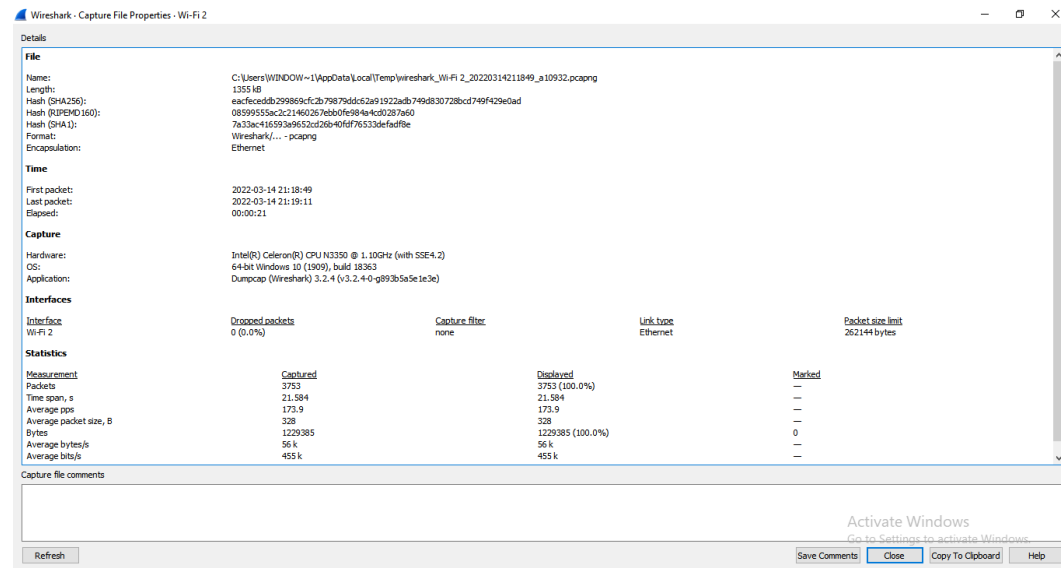 Wireshark · Capture File Properties · Wi-Fi 2
Details
File
Name: C:\Users\WINDOW~1\AppData\Local\Temp\wireshark_Wi-Fi 2_20220314211849_a10932.pcapng
Length: 1355 kB
Hash (SHA256): eacfeceddb299869cfc2b79879ddc62a91922adb749d830728bcd749f429e0ad
Hash (RIPEMD160): 08599555ac2c21460267ebb0fe984a4cd0287a60
Hash (SHA1): 7a33ac416593a9652cd26b40fdf76533defadf8e
Format: Wireshark/... - pcapng
Encapsulation: Ethernet
Time
First packet: 2022-03-14 21:18:49
Last packet: 2022-03-14 21:19:11
Elapsed: 00:00:21
Capture
Hardware: Intel(R) Celeron(R) CPU N3350 @ 1.10GHz (with SSE4.2)
OS: 64-bit Windows 10 (1909), build 18363
Application: Dumpcap (Wireshark) 3.2.4 (v3.2.4-0-g893b5a5e1e3e)
Interfaces
Interface Dropped packets Capture filter Link type Packet size limit
Wi-Fi 2 0 (0.0%) none Ethernet 262144 bytes
Statistics
Measurement Captured Displayed Marked
Packets 3753 3753 (100.0%) —
Time span, s 21.584 21.584 —
Average pps 173.9 173.9 —
Average packet size, B 328 328 —
Bytes 1229385 1229385 (100.0%) 0
Average bytes/s 56 k 56 k —
Average bits/s 455 k 455 k —
Capture file comments
Activate Windows
Go to Settings to activate Windows.
Refresh Save Comments Close Copy To Clipboard Help